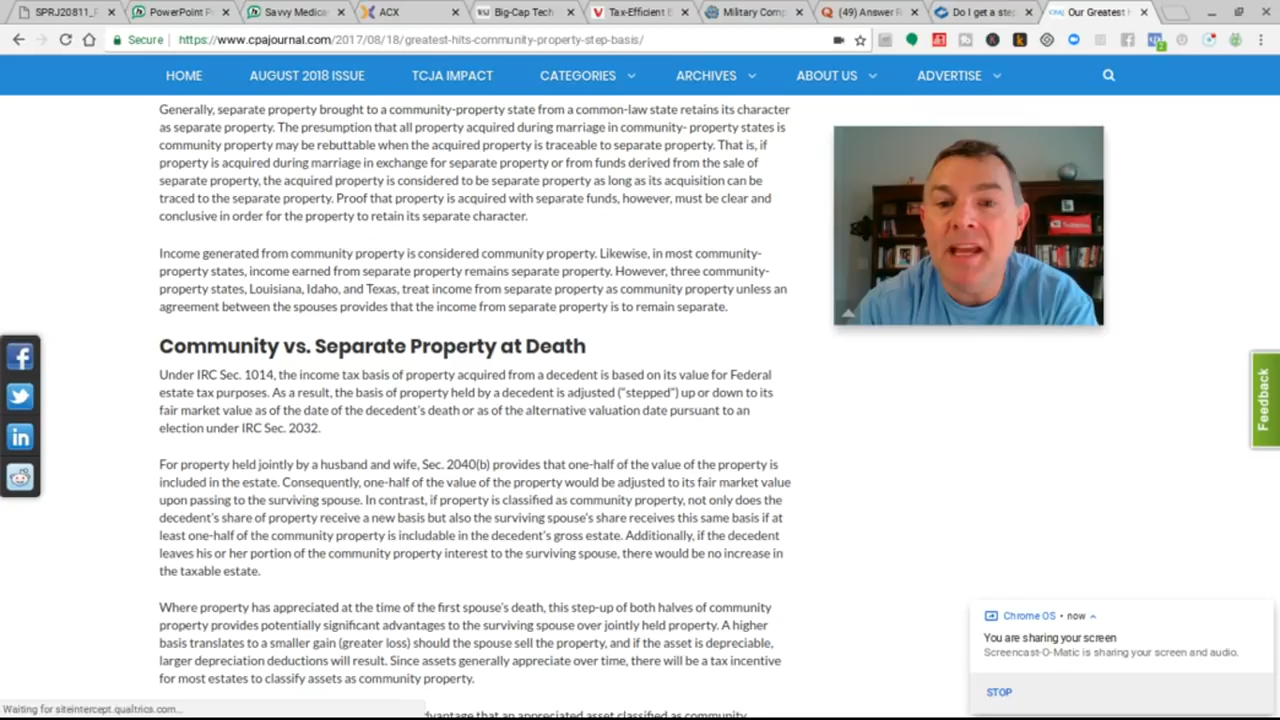 SPRJ20811_F
PowerPoint P
Savvy Medica
ACX
Big-Cap Tech
Tax-Efficient E
Military Comp
(49) Answer R
Do I get a ste
Our Greatest H
Secure
https://www.cpajournal.com/2017/08/18/greatest-hits-community-property-step-basis/
HOME
AUGUST 2018 ISSUE
TCJA IMPACT
CATEGORIES
ARCHIVES
ABOUT US
ADVERTISE
Generally, separate property brought to a community-property state from a common-law state retains its character
as separate property. The presumption that all property acquired during marriage in community- property states is
community property may be rebuttable when the acquired property is traceable to separate property. That is, if
property is acquired during marriage in exchange for separate property or from funds derived from the sale of
separate property, the acquired property is considered to be separate property as long as its acquisition can be
traced to the separate property. Proof that property is acquired with separate funds, however, must be clear and
conclusive in order for the property to retain its separate character.
Income generated from community property is considered community property. Likewise, in most community-
property states, income earned from separate property remains separate property. However, three community-
property states, Louisiana, Idaho, and Texas, treat income from separate property as community property unless an
agreement between the spouses provides that the income from separate property is to remain separate.
Community vs. Separate Property at Death
Under IRC Sec. 1014, the income tax basis of property acquired from a decedent is based on its value for Federal
estate tax purposes. As a result, the basis of property held by a decedent is adjusted (“stepped”) up or down to its
fair market value as of the date of the decedent’s death or as of the alternative valuation date pursuant to an
election under IRC Sec. 2032.
For property held jointly by a husband and wife, Sec. 2040(b) provides that one-half of the value of the property is
included in the estate. Consequently, one-half of the value of the property would be adjusted to its fair market value
upon passing to the surviving spouse. In contrast, if property is classified as community property, not only does the
decedent’s share of property receive a new basis but also the surviving spouse’s share receives this same basis if at
least one-half of the community property is includable in the decedent’s gross estate. Additionally, if the decedent
leaves his or her portion of the community property interest to the surviving spouse, there would be no increase in
the taxable estate.
Where property has appreciated at the time of the first spouse’s death, this step-up of both halves of community
property provides potentially significant advantages to the surviving spouse over jointly held property. A higher
basis translates to a smaller gain (greater loss) should the spouse sell the property, and if the asset is depreciable,
larger depreciation deductions will result. Since assets generally appreciate over time, there will be a tax incentive
for most estates to classify assets as community property.
advantage that an appreciated asset classified as community
Waiting for siteintercept.qualtrics.com...
Feedback
Chrome OS • now
You are sharing your screen
Screencast-O-Matic is sharing your screen and audio.
STOP